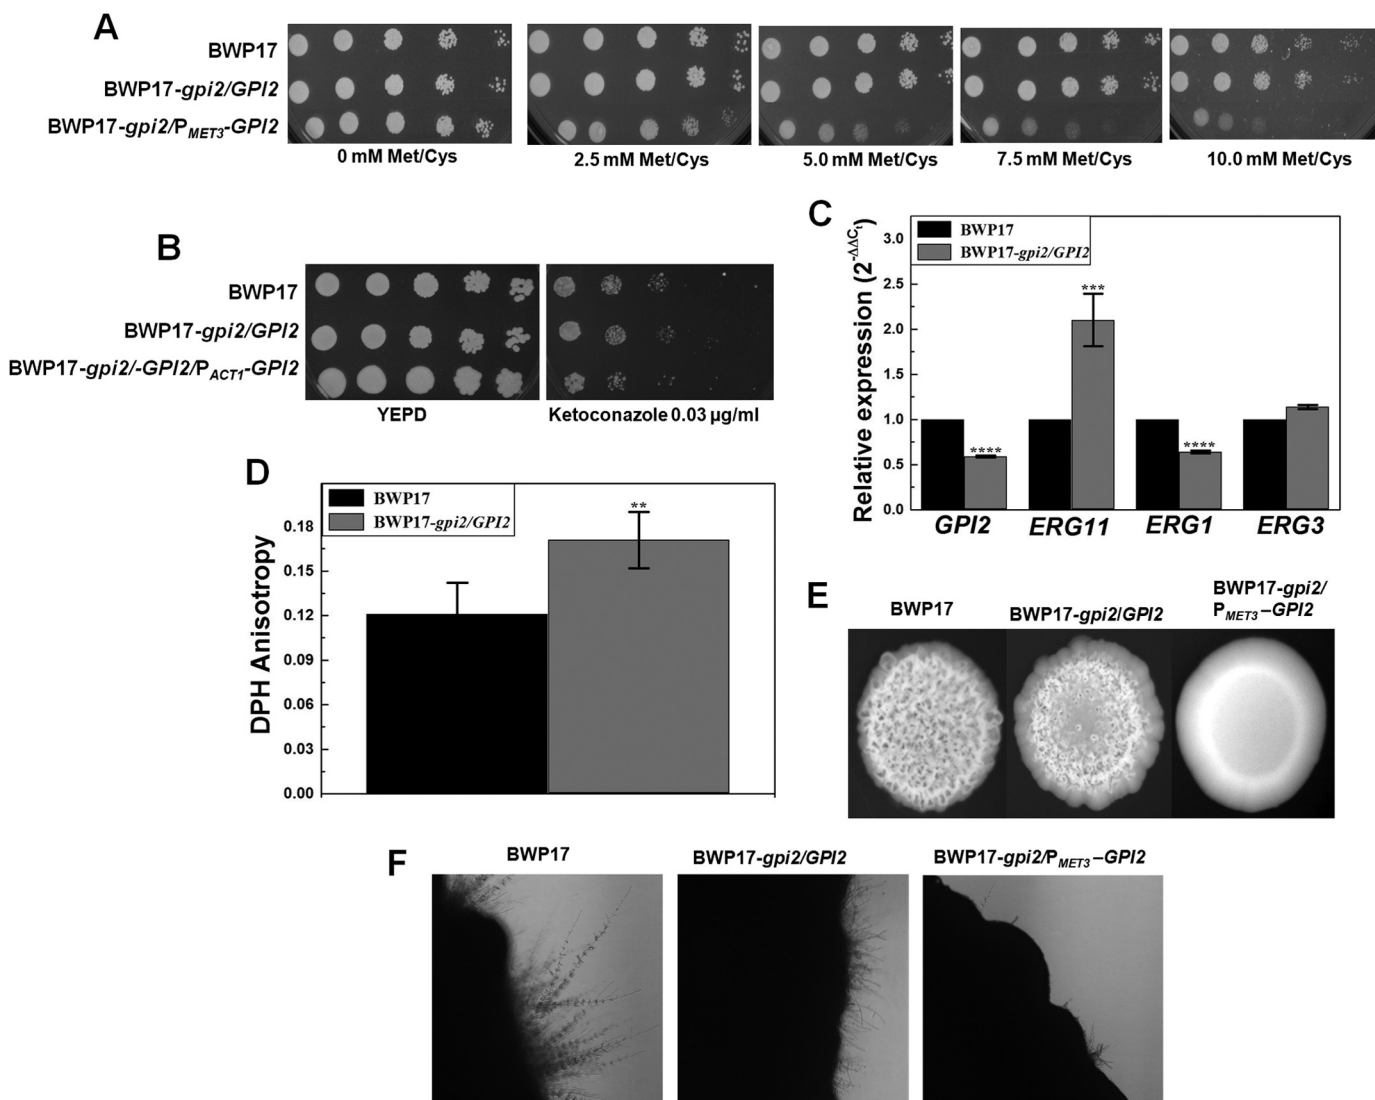 A
BWP17
BWP17-gpi2/GPI2
BWP17-gpi2/PMET3-GPI2
0 mM Met/Cys
2.5 mM Met/Cys
5.0 mM Met/Cys
7.5 mM Met/Cys
10.0 mM Met/Cys
B
BWP17
BWP17-gpi2/GPI2
BWP17-gpi2/-GPI2/PACT1-GPI2
YEPD
Ketoconazole 0.03 µg/ml
C
Relative expression (2-ΔΔCt)
BWP17
BWP17-gpi2/GPI2
3.0
2.5
2.0
1.5
1.0
0.5
0.0
****
***
****
GPI2
ERG11
ERG1
ERG3
D
DPH Anisotropy
BWP17
BWP17-gpi2/GPI2
**
0.18
0.15
0.12
0.09
0.06
0.03
0.00
E
BWP17
BWP17-gpi2/GPI2
BWP17-gpi2/
PMET3–GPI2
F
BWP17
BWP17-gpi2/GPI2
BWP17-gpi2/PMET3–GPI2